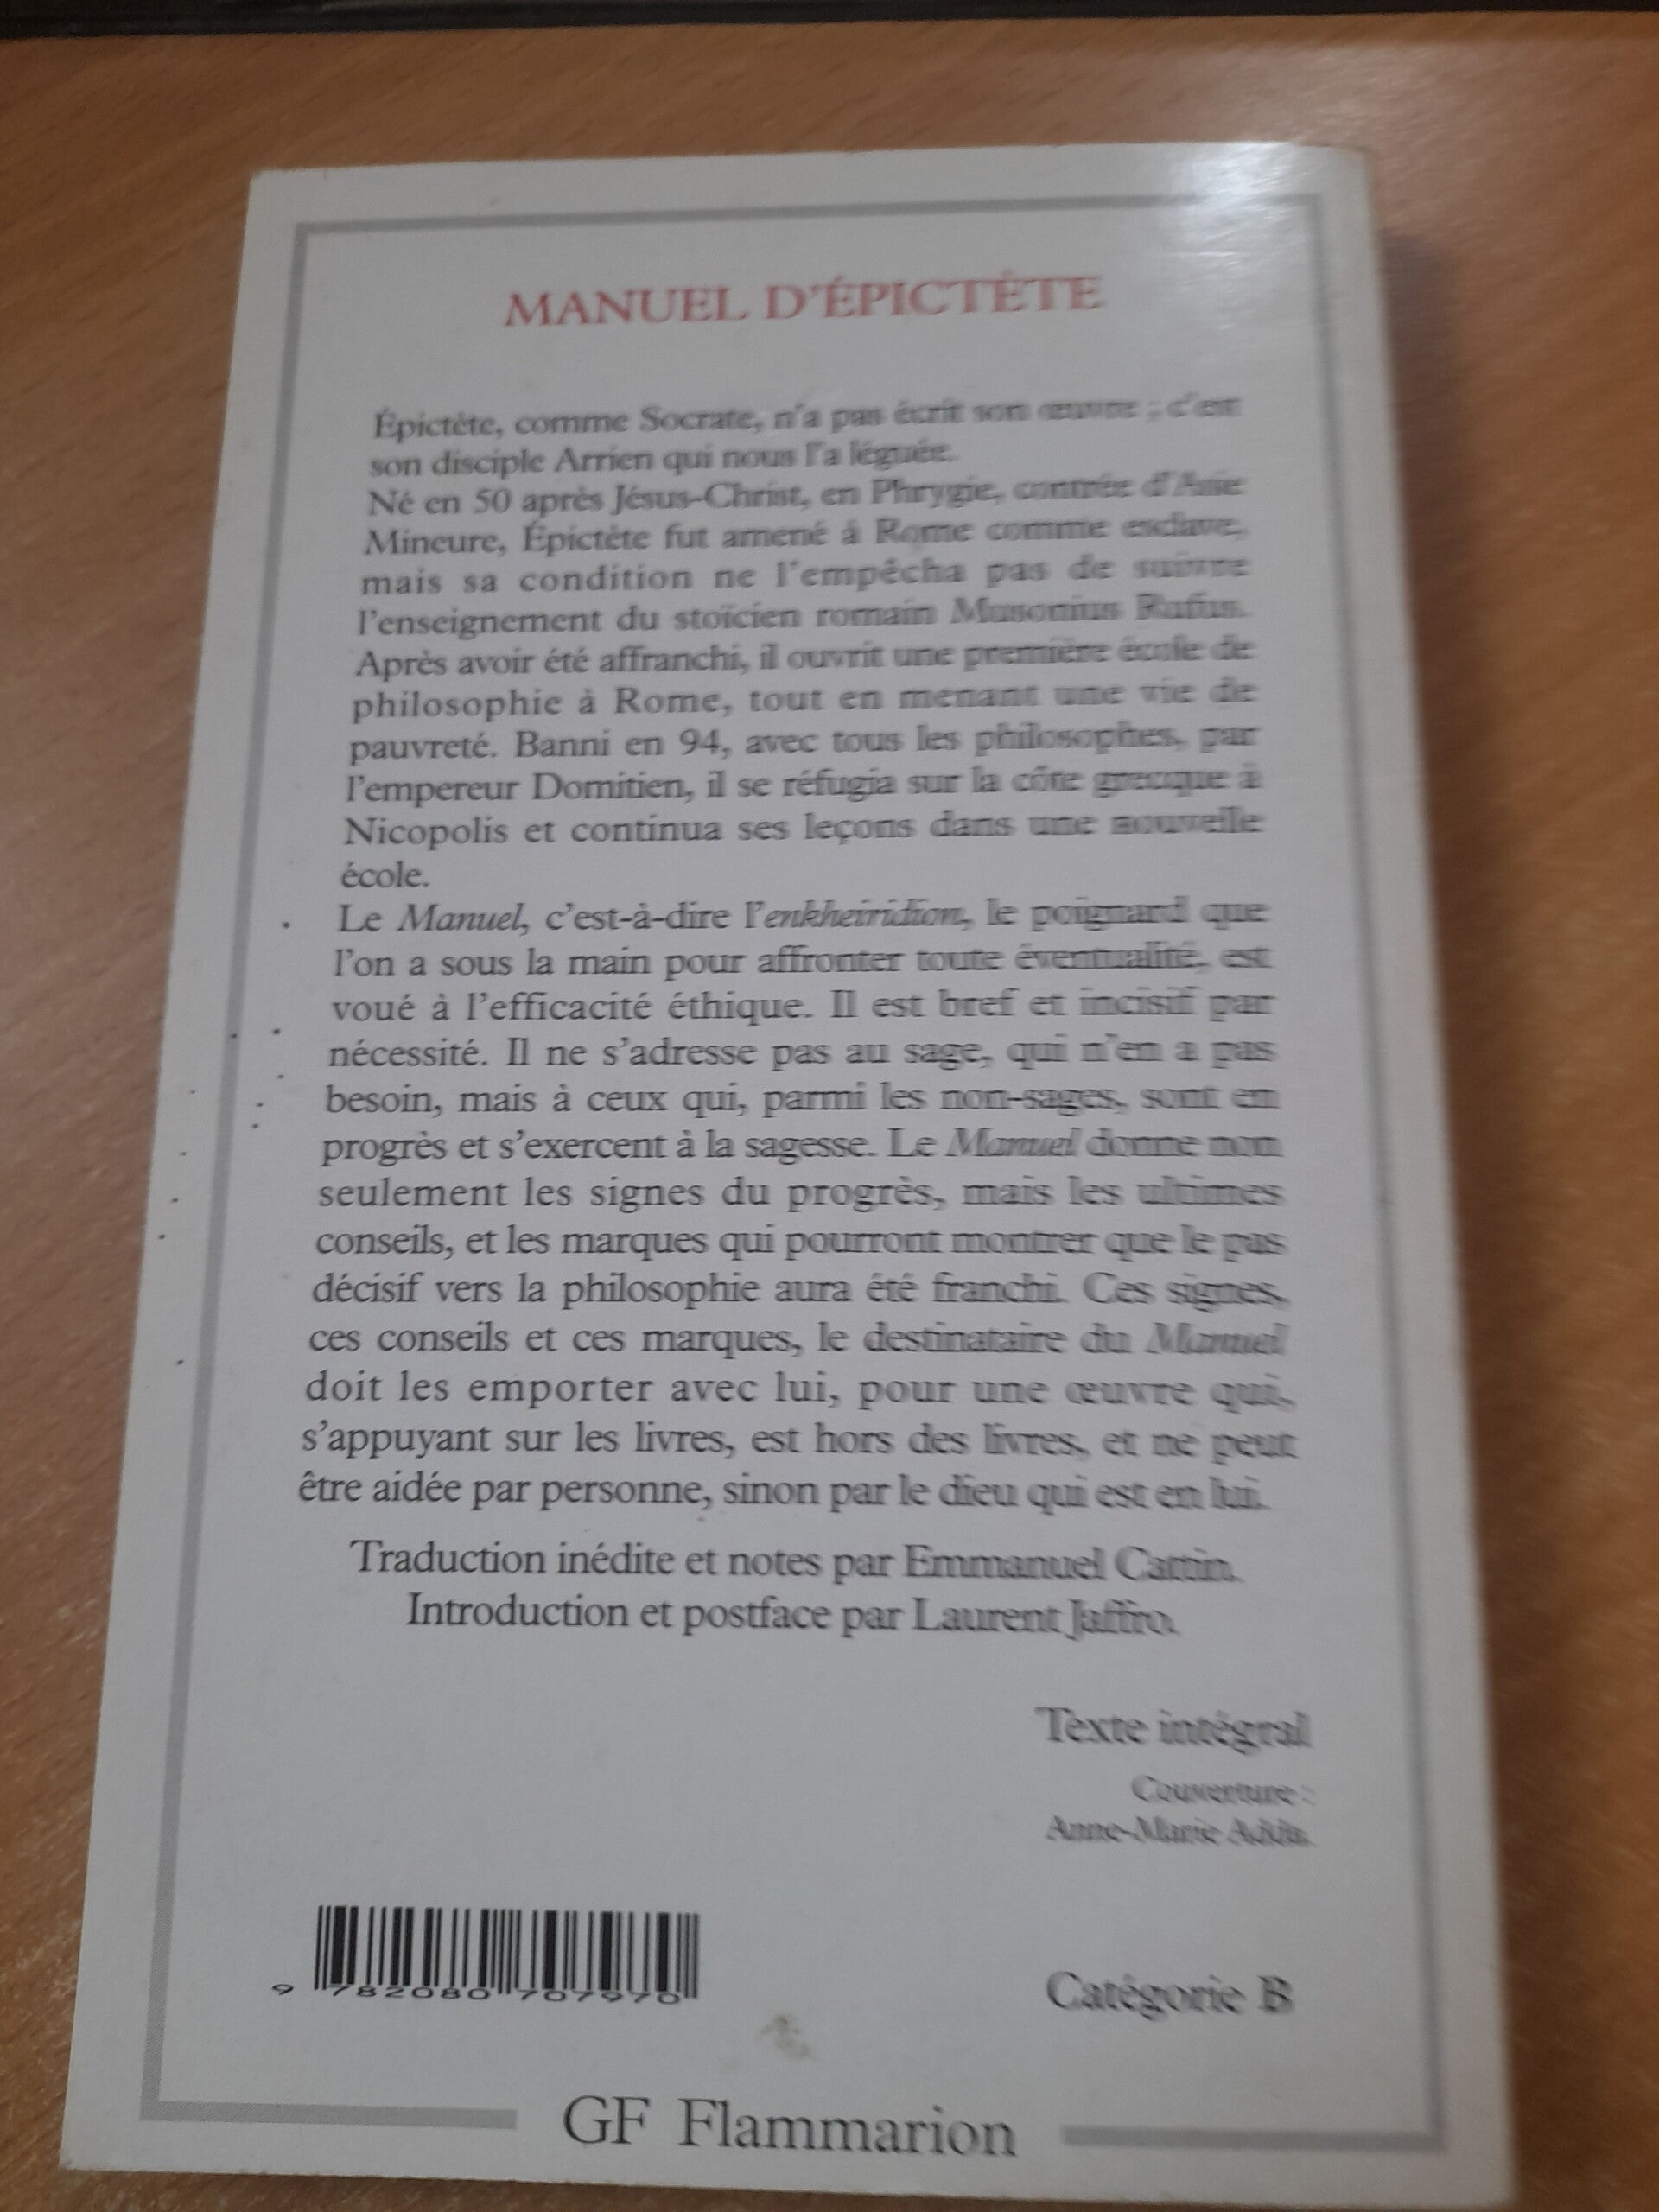 MANUEL D'ÉPICTÈTE
Épictète, comme Socrate, n'a pas écrit son œuvre ; c'est
son disciple Arrien qui nous l'a léguée.
Né en 50 après Jésus-Christ, en Phrygie, contrée d'Asie
Mineure, Épictète fut amené à Rome comme esclave,
mais sa condition ne l'empêcha pas de suivre
l'enseignement du stoïcien romain Musonius Rufus.
Après avoir été affranchi, il ouvrit une première école de
philosophie à Rome, tout en menant une vie de
pauvreté. Banni en 94, avec tous les philosophes, par
l'empereur Domitien, il se réfugia sur la côte grecque à
Nicopolis et continua ses leçons dans une nouvelle
école.
Le Manuel, c'est-à-dire l'enkheiridion, le poignard que
l'on a sous la main pour affronter toute éventualité, est
voué à l'efficacité éthique. Il est bref et incisif par
nécessité. Il ne s'adresse pas au sage, qui n'en a pas
besoin, mais à ceux qui, parmi les non-sages, sont en
progrès et s'exercent à la sagesse. Le Manuel donne non
seulement les signes du progrès, mais les ultimes
conseils, et les marques qui pourront montrer que le pas
décisif vers la philosophie aura été franchi. Ces signes,
ces conseils et ces marques, le destinataire du Manuel
doit les emporter avec lui, pour une œuvre qui,
s'appuyant sur les livres, est hors des livres, et ne peut
être aidée par personne, sinon par le dieu qui est en lui.
Traduction inédite et notes par Emmanuel Cattin.
Introduction et postface par Laurent Jaffro.
Texte intégral
Couverture :
Anne-Marie
9 782080 707970
Catégorie B
GF Flammarion